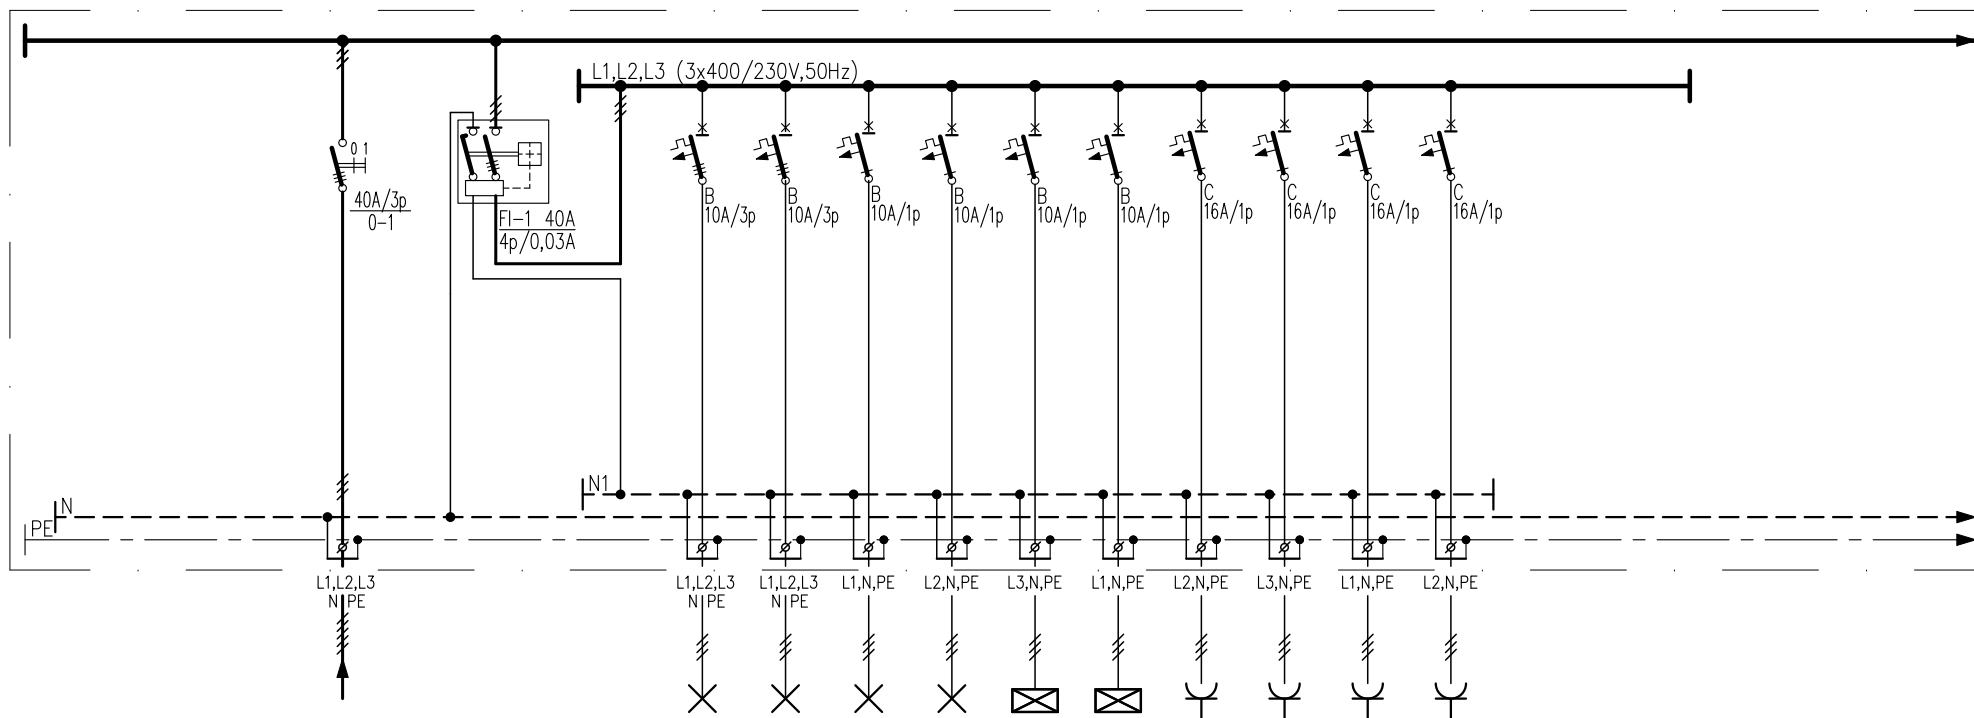 L1,L2,L3 (3x400/230V,50Hz)
0 1
40A/3p
0-1
FI-1 40A
4p/0,03A
B
10A/3p
B
10A/3p
B
10A/1p
B
10A/1p
B
10A/1p
B
10A/1p
C
16A/1p
C
16A/1p
C
16A/1p
C
16A/1p
N1
N
PE
L1,L2,L3
N PE
L1,L2,L3
N PE
L1,L2,L3
N PE
L1,N,PE
L2,N,PE
L3,N,PE
L1,N,PE
L2,N,PE
L3,N,PE
L1,N,PE
L2,N,PE